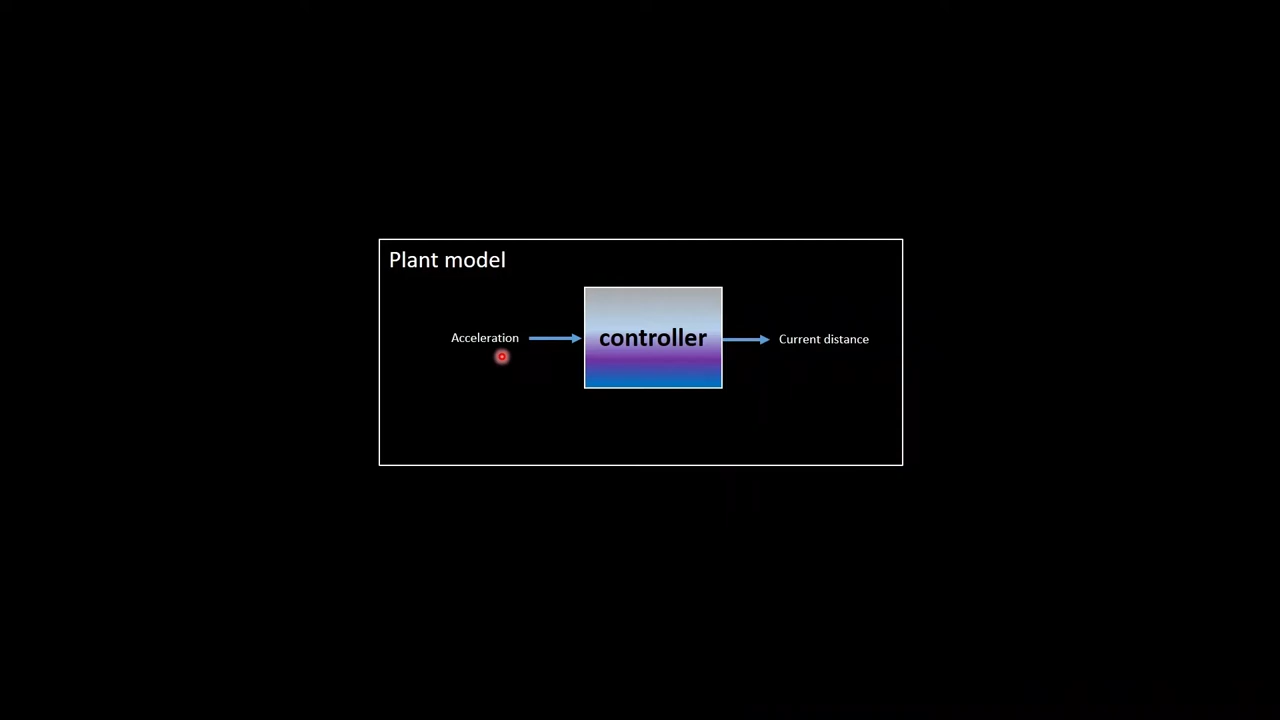 Plant model
Acceleration
controller
Current distance